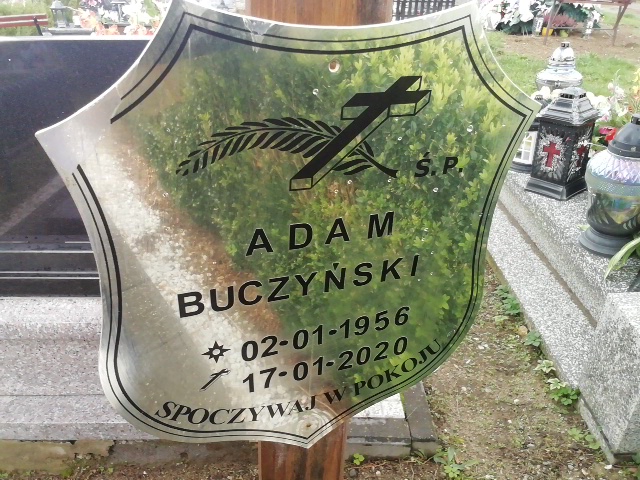 Ś.P.
ADAM
BUCZYŃSKI
02-01-1956
17-01-2020
SPOCZYWAJ W POKOJU